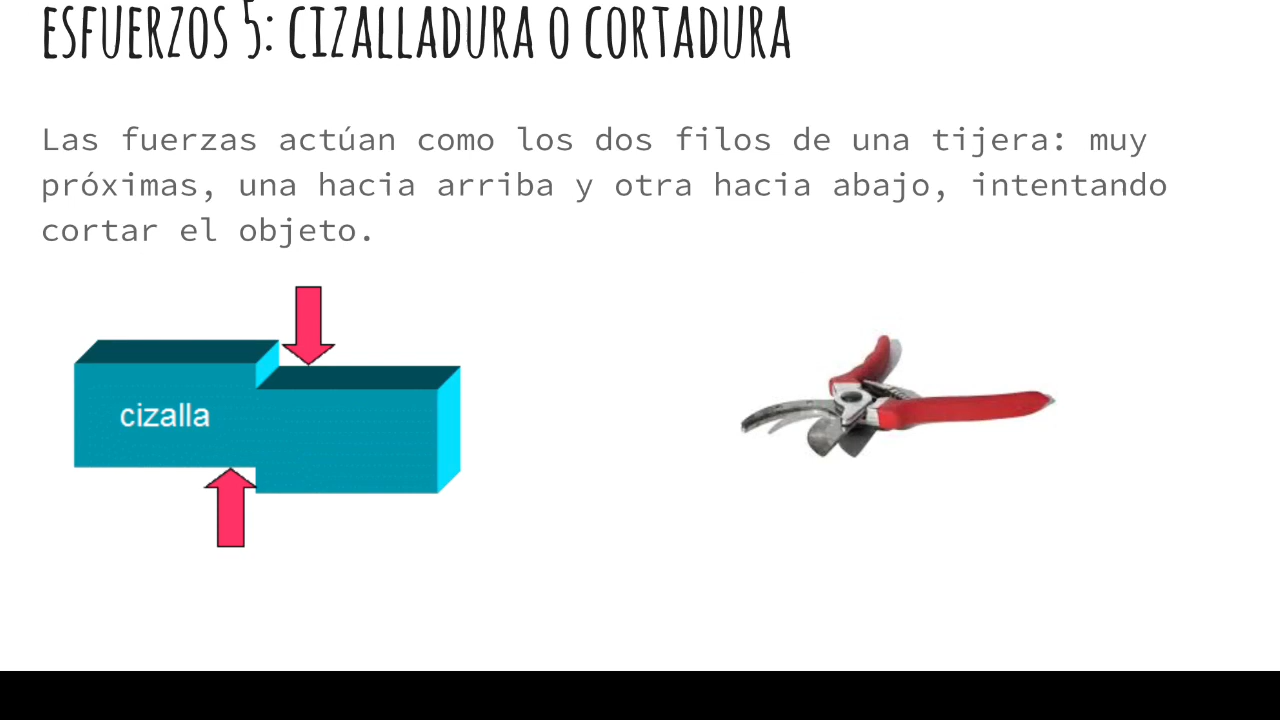 ESFUERZOS 5: CIZALLADURA O CORTADURA
Las fuerzas actúan como los dos filos de una tijera: muy
próximas, una hacia arriba y otra hacia abajo, intentando
cortar el objeto.
cizalla